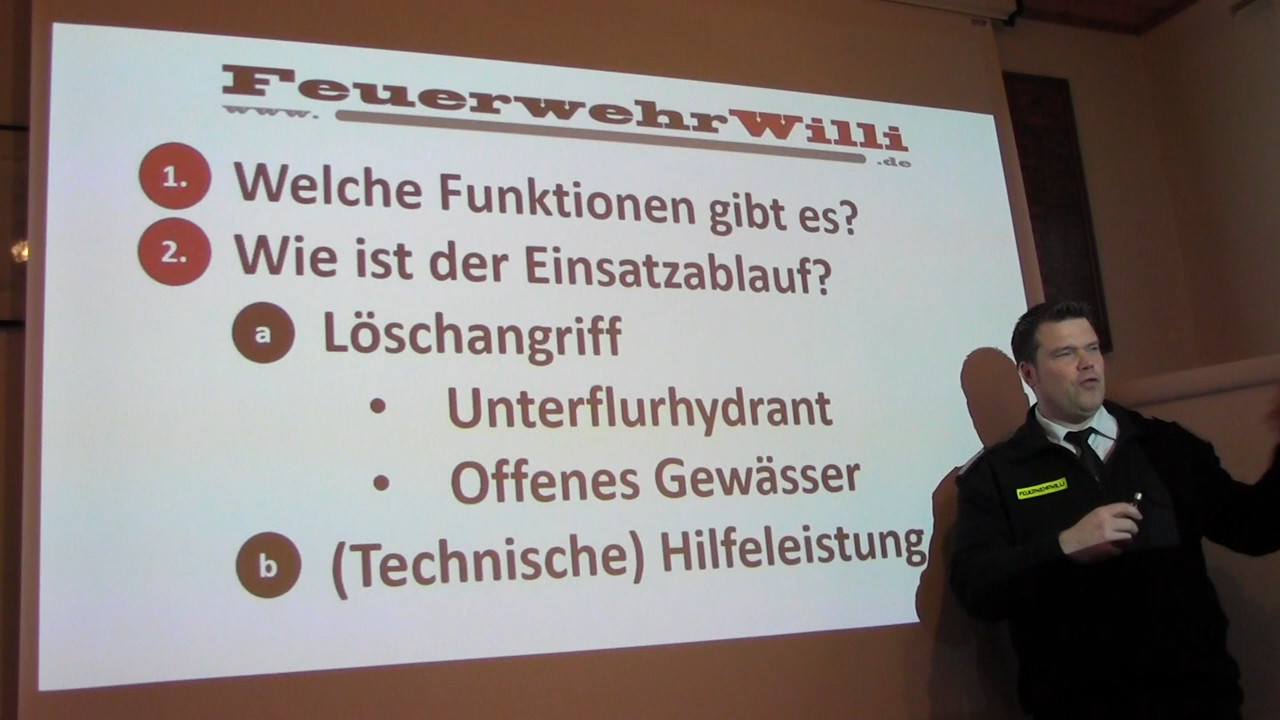 FeuerwehrWilli
www. .de
1. Welche Funktionen gibt es?
2. Wie ist der Einsatzablauf?
a Löschangriff
• Unterflurhydrant
• Offenes Gewässer
b (Technische) Hilfeleistung
FEUERWEHRWILLI